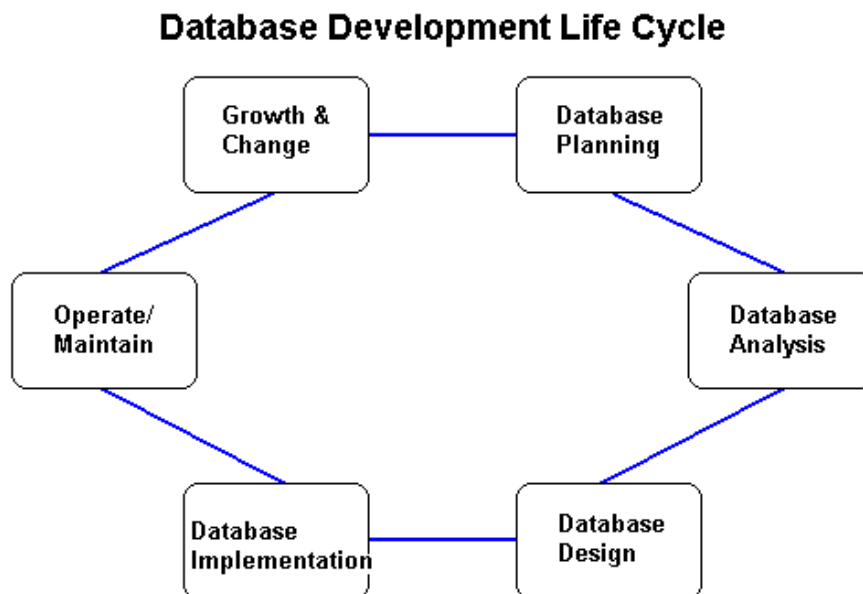 Database Development Life Cycle
Growth &
Change
Database
Planning
Operate/
Maintain
Database
Analysis
Database
Implementation
Database
Design